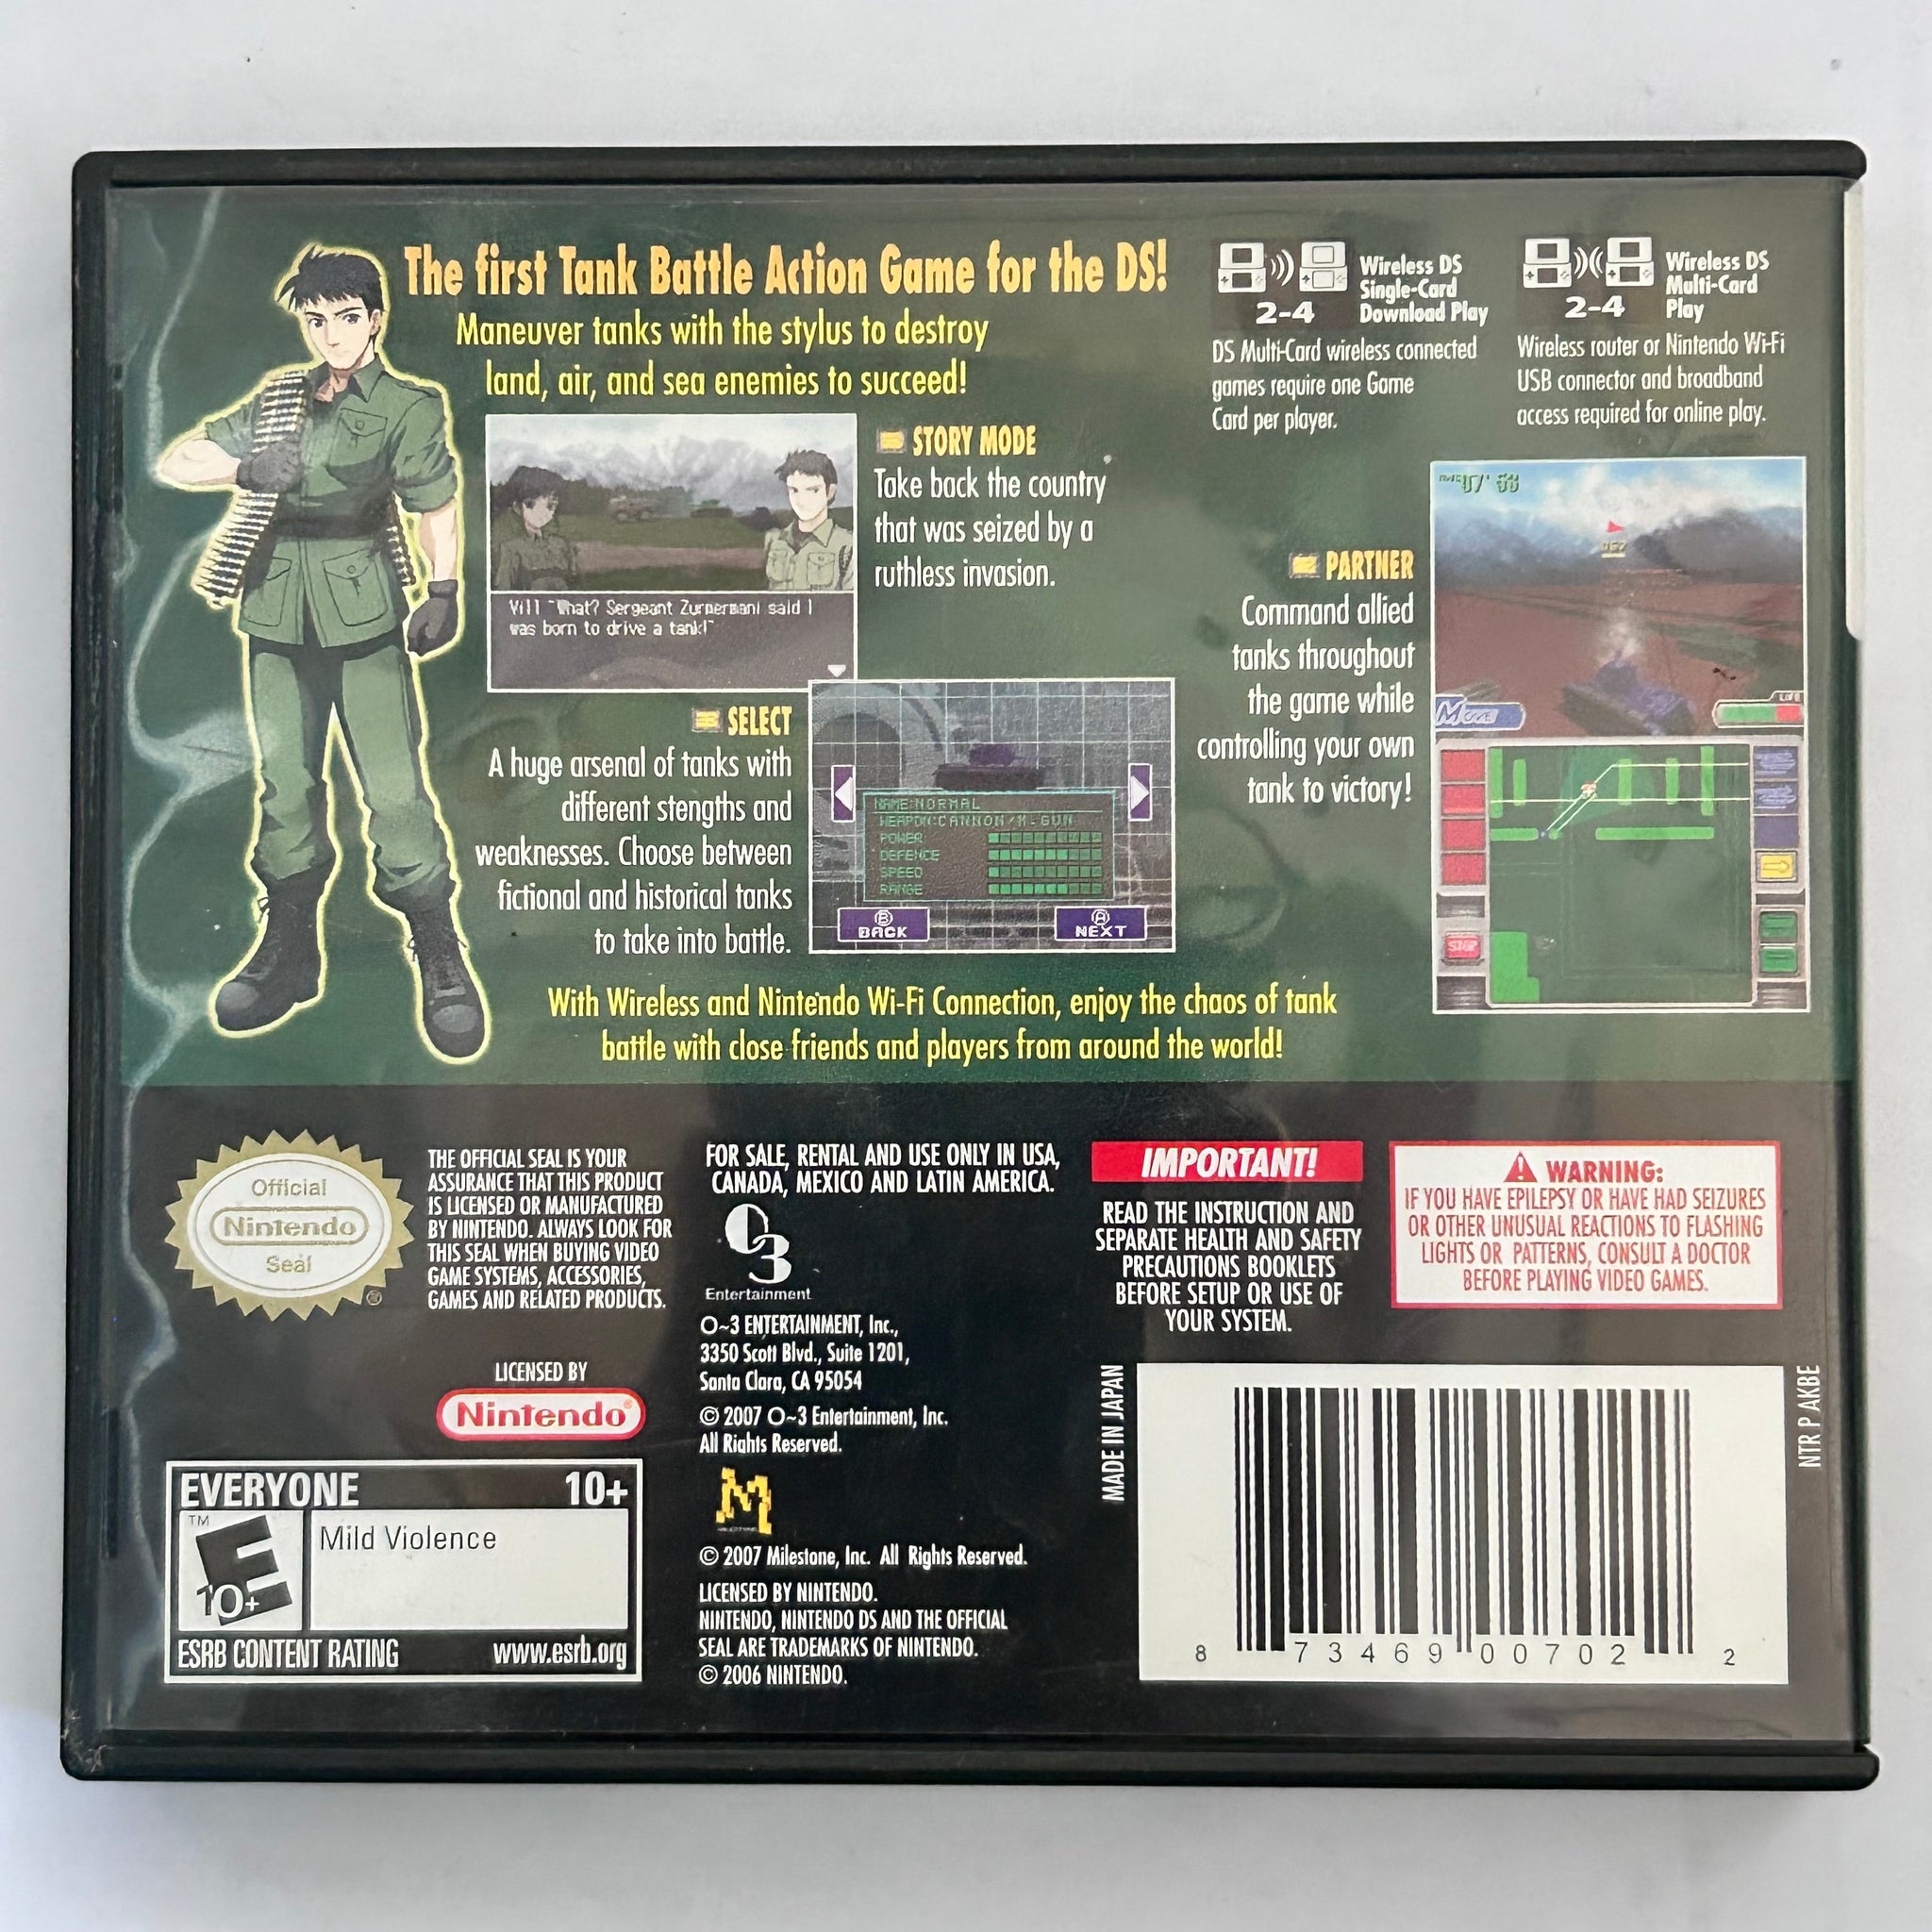 The first Tank Battle Action Game for the DS!
Maneuver tanks with the stylus to destroy
land, air, and sea enemies to succeed!
2-4
Wireless DS
Single-Card
Download Play
DS Multi-Card wireless connected
games require one Game
Card per player.
2-4
Wireless DS
Multi-Card
Play
Wireless router or Nintendo Wi-Fi
USB connector and broadband
access required for online play.
Vill "What? Sergeant Zurmermani said I
was born to drive a tank!"
STORY MODE
Take back the country
that was seized by a
ruthless invasion.
SELECT
A huge arsenal of tanks with
different stengths and
weaknesses. Choose between
fictional and historical tanks
to take into battle.
NAME:NORMAL
WEAPON:CANNON/M-GUN
POWER
DEFENCE
SPEED
RANGE
B
BACK
A
NEXT
PARTNER
Command allied
tanks throughout
the game while
controlling your own
tank to victory!
07' 58
Move
LIFE
STOP
With Wireless and Nintendo Wi-Fi Connection, enjoy the chaos of tank
battle with close friends and players from around the world!
Official
Nintendo
Seal
®
THE OFFICIAL SEAL IS YOUR
ASSURANCE THAT THIS PRODUCT
IS LICENSED OR MANUFACTURED
BY NINTENDO. ALWAYS LOOK FOR
THIS SEAL WHEN BUYING VIDEO
GAME SYSTEMS, ACCESSORIES,
GAMES AND RELATED PRODUCTS.
LICENSED BY
Nintendo®
EVERYONE 10+
TM
E
10+
Mild Violence
ESRB CONTENT RATING www.esrb.org
FOR SALE, RENTAL AND USE ONLY IN USA,
CANADA, MEXICO AND LATIN AMERICA.
O3
Entertainment
O~3 ENTERTAINMENT, Inc.,
3350 Scott Blvd., Suite 1201,
Santa Clara, CA 95054
© 2007 O~3 Entertainment, Inc.
All Rights Reserved.
M
MILESTONE
© 2007 Milestone, Inc. All Rights Reserved.
LICENSED BY NINTENDO.
NINTENDO, NINTENDO DS AND THE OFFICIAL
SEAL ARE TRADEMARKS OF NINTENDO.
© 2006 NINTENDO.
IMPORTANT!
READ THE INSTRUCTION AND
SEPARATE HEALTH AND SAFETY
PRECAUTIONS BOOKLETS
BEFORE SETUP OR USE OF
YOUR SYSTEM.
WARNING:
IF YOU HAVE EPILEPSY OR HAVE HAD SEIZURES
OR OTHER UNUSUAL REACTIONS TO FLASHING
LIGHTS OR PATTERNS, CONSULT A DOCTOR
BEFORE PLAYING VIDEO GAMES.
MADE IN JAPAN
8 73469 00702 2
NTR P AKBE